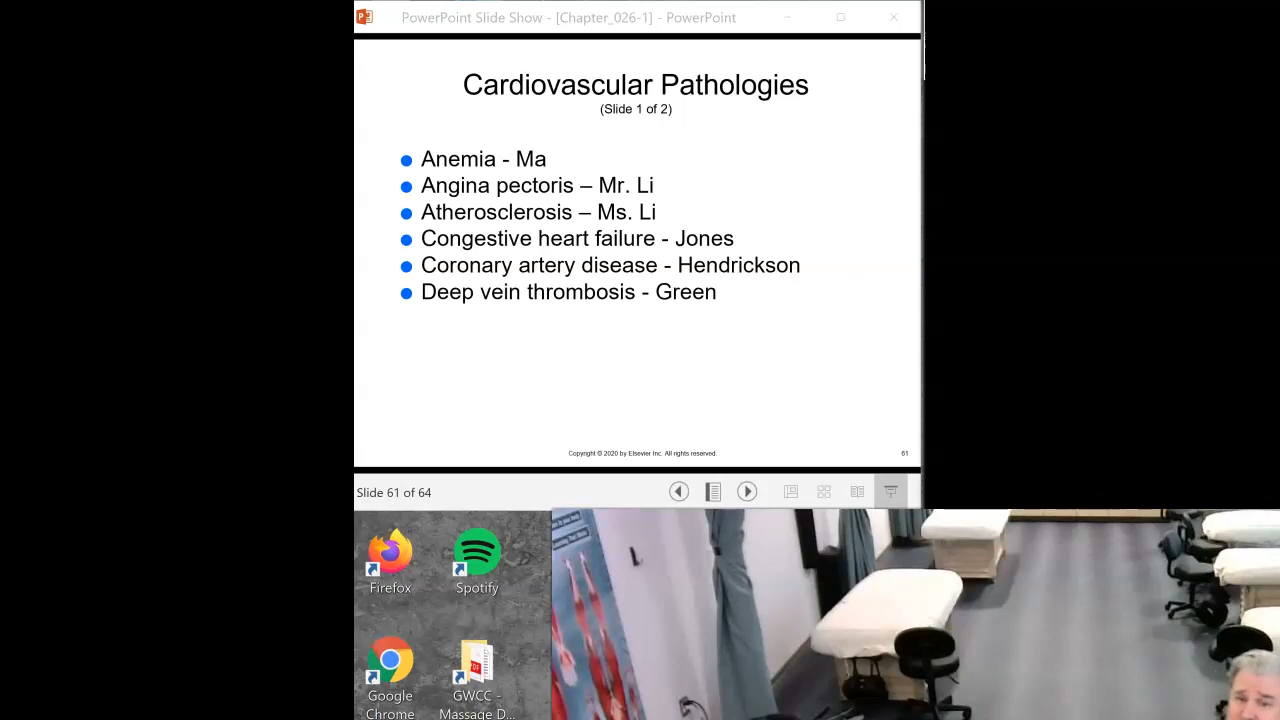 PowerPoint Slide Show - [Chapter_026-1] - PowerPoint
Cardiovascular Pathologies
(Slide 1 of 2)
Anemia - Ma
Angina pectoris – Mr. Li
Atherosclerosis – Ms. Li
Congestive heart failure - Jones
Coronary artery disease - Hendrickson
Deep vein thrombosis - Green
Copyright © 2020 by Elsevier Inc. All rights reserved.
61
Slide 61 of 64
Firefox
Spotify
Google
Chrome
GWCC -
Massage D...